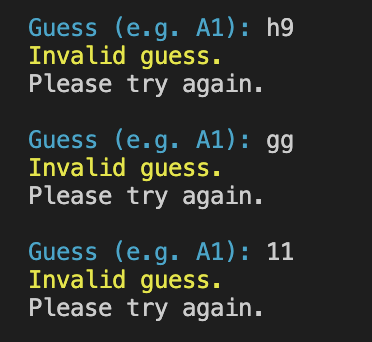 Guess (e.g. A1): h9
Invalid guess.
Please try again.
Guess (e.g. A1): gg
Invalid guess.
Please try again.
Guess (e.g. A1): 11
Invalid guess.
Please try again.